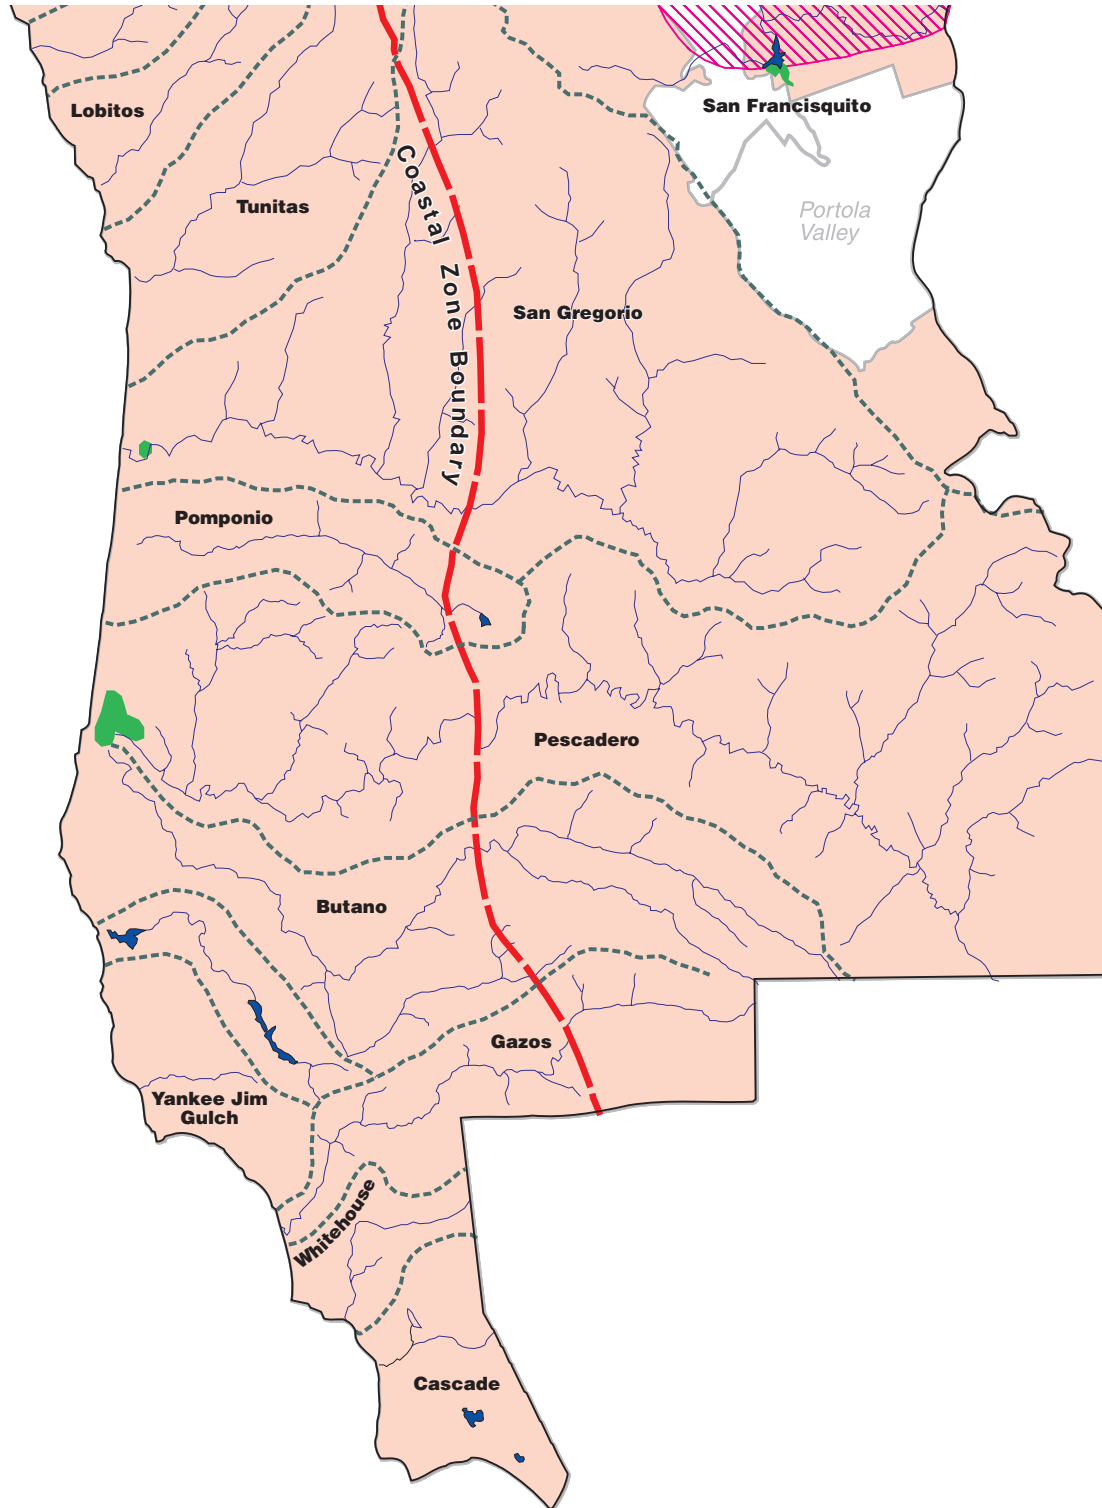 San Francisquito
Lobitos
Coastal Zone Boundary
Tunitas
Portola
Valley
San Gregorio
Pomponio
Pescadero
Butano
Gazos
Yankee Jim
Gulch
Whitehouse
Cascade